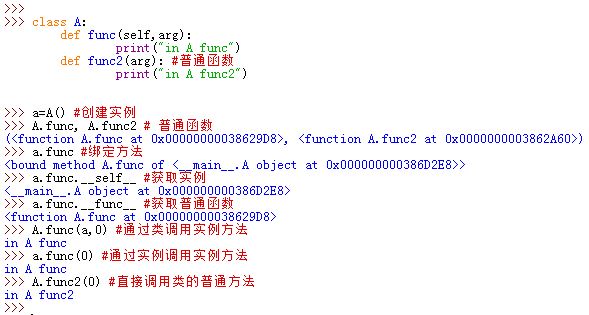 >>>
>>> class A:
        def func(self,arg):
                print("in A func")
        def func2(arg): #普通函数
                print("in A func2")
>>> a=A() #创建实例
>>> A.func, A.func2 # 普通函数
(<function A.func at 0x00000000038629D8>, <function A.func2 at 0x0000000003862A60>)
>>> a.func #绑定方法
<bound method A.func of <__main__.A object at 0x000000000386D2E8>>
>>> a.func.__self__ #获取实例
<__main__.A object at 0x000000000386D2E8>
>>> a.func.__func__ #获取普通函数
<function A.func at 0x00000000038629D8>
>>> A.func(a,0) #通过类调用实例方法
in A func
>>> a.func(0) #通过实例调用实例方法
in A func
>>> A.func2(0) #直接调用类的普通方法
in A func2
>>>